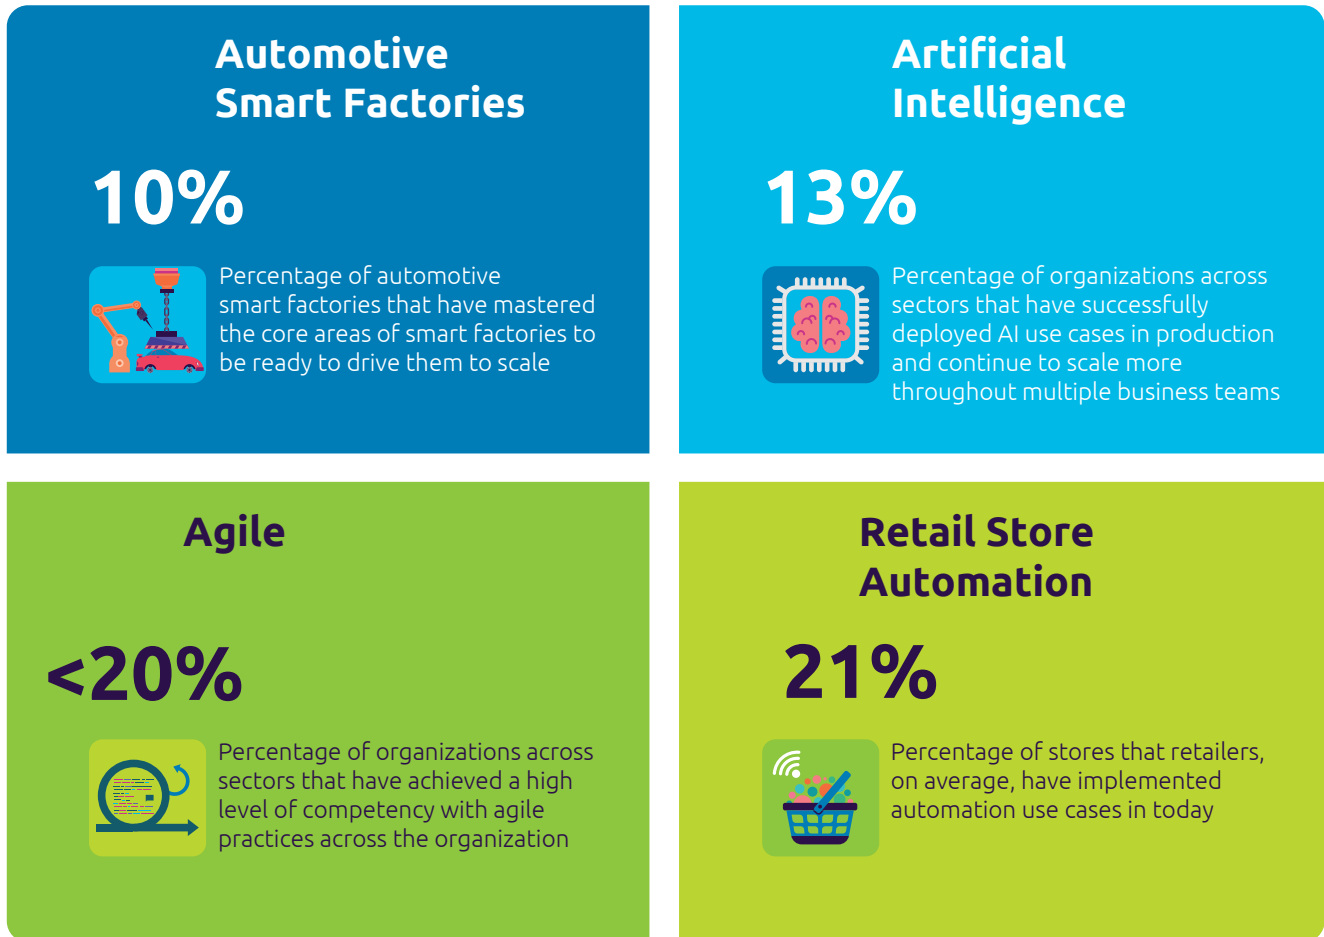 Automotive
Smart Factories
10%
Percentage of automotive
smart factories that have mastered
the core areas of smart factories to
be ready to drive them to scale
Artificial
Intelligence
13%
Percentage of organizations across
sectors that have successfully
deployed AI use cases in production
and continue to scale more
throughout multiple business teams
Agile
<20%
Percentage of organizations across
sectors that have achieved a high
level of competency with agile
practices across the organization
Retail Store
Automation
21%
Percentage of stores that retailers,
on average, have implemented
automation use cases in today